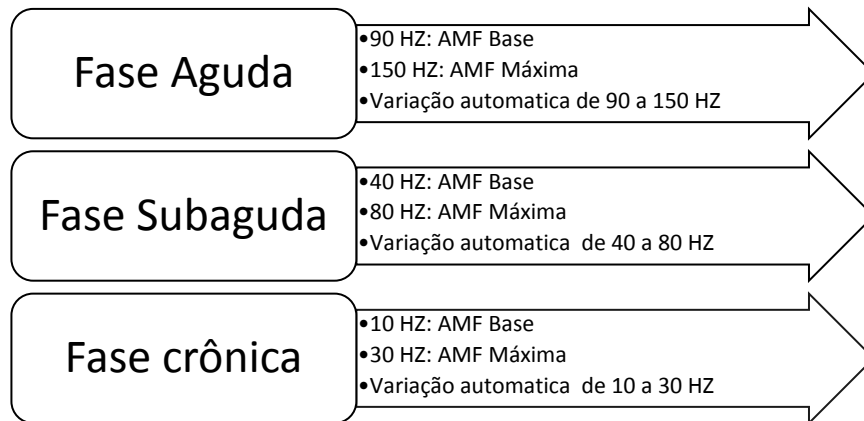 Fase Aguda
•90 HZ: AMF Base
•150 HZ: AMF Máxima
•Variação automatica de 90 a 150 HZ
Fase Subaguda
•40 HZ: AMF Base
•80 HZ: AMF Máxima
•Variação automatica  de 40 a 80 HZ
Fase crônica
•10 HZ: AMF Base
•30 HZ: AMF Máxima
•Variação automatica  de 10 a 30 HZ